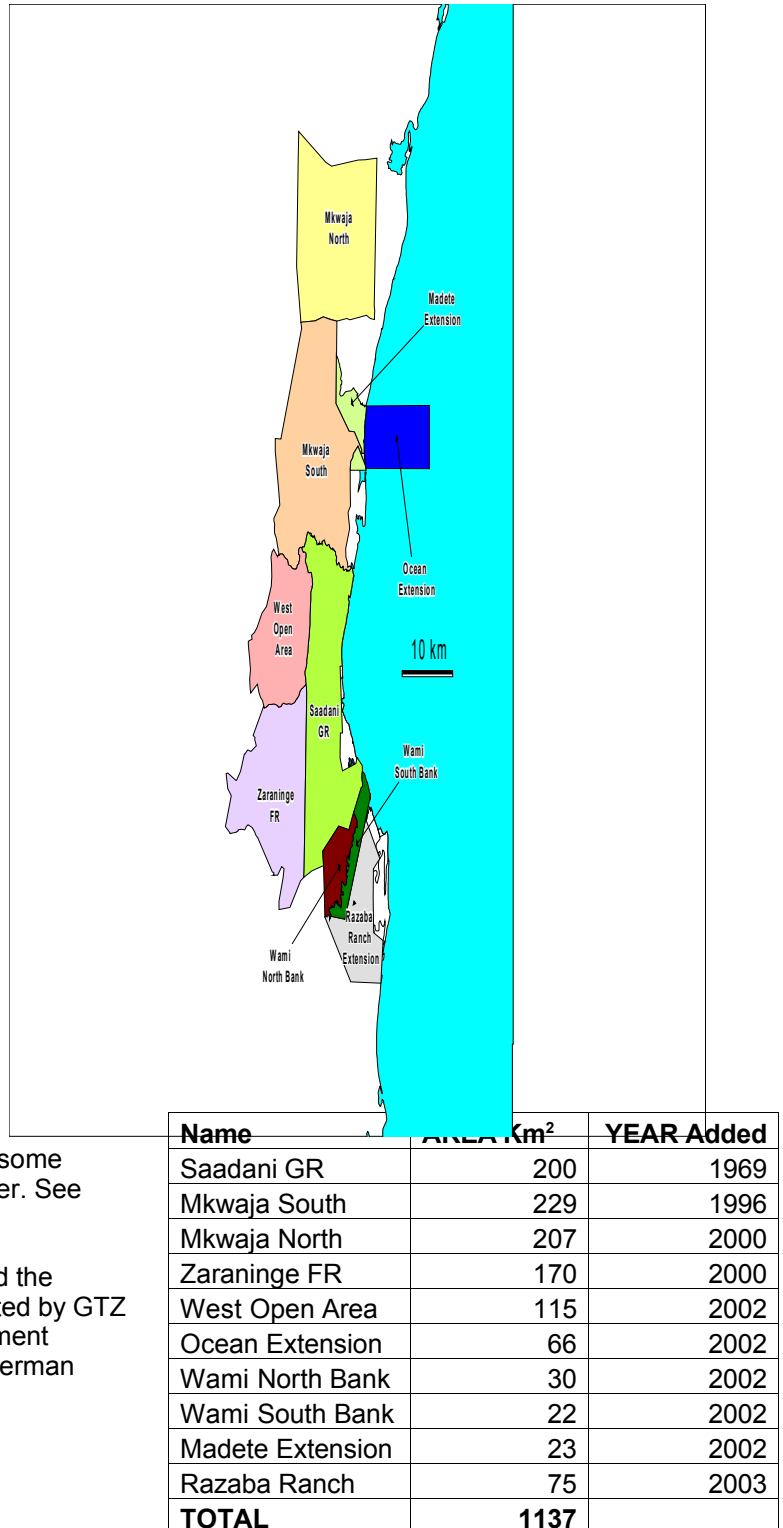 Mkwaja
North
Madete
Extension
Mkwaja
South
Ocean
Extension
West
Open
Area
10 km
Saadani
GR
Wami
South Bank
Zaraninge
FR
Razaba
Ranch
Extension
Wami
North Bank
some
er. See
d the
ted by GTZ
ment
erman
Name AREA Km² YEAR Added
Saadani GR 200 1969
Mkwaja South 229 1996
Mkwaja North 207 2000
Zaraninge FR 170 2000
West Open Area 115 2002
Ocean Extension 66 2002
Wami North Bank 30 2002
Wami South Bank 22 2002
Madete Extension 23 2002
Razaba Ranch 75 2003
TOTAL 1137